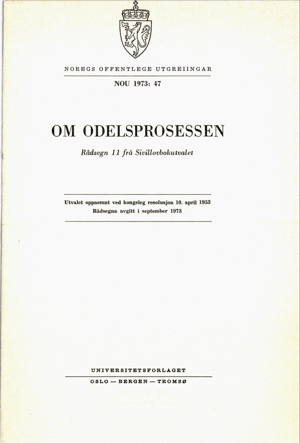 NOREGS OFFENTLEGE UTGREIINGAR
NOU 1973: 47
OM ODELSPROSESSEN
Rådsegn 11 frå Sivillovbokutvalet
Utvalet oppnemnt ved kongeleg resolusjon 10. april 1953
Rådsegna avgitt i september 1973
UNIVERSITETSFORLAGET
OSLO — BERGEN — TROMSØ